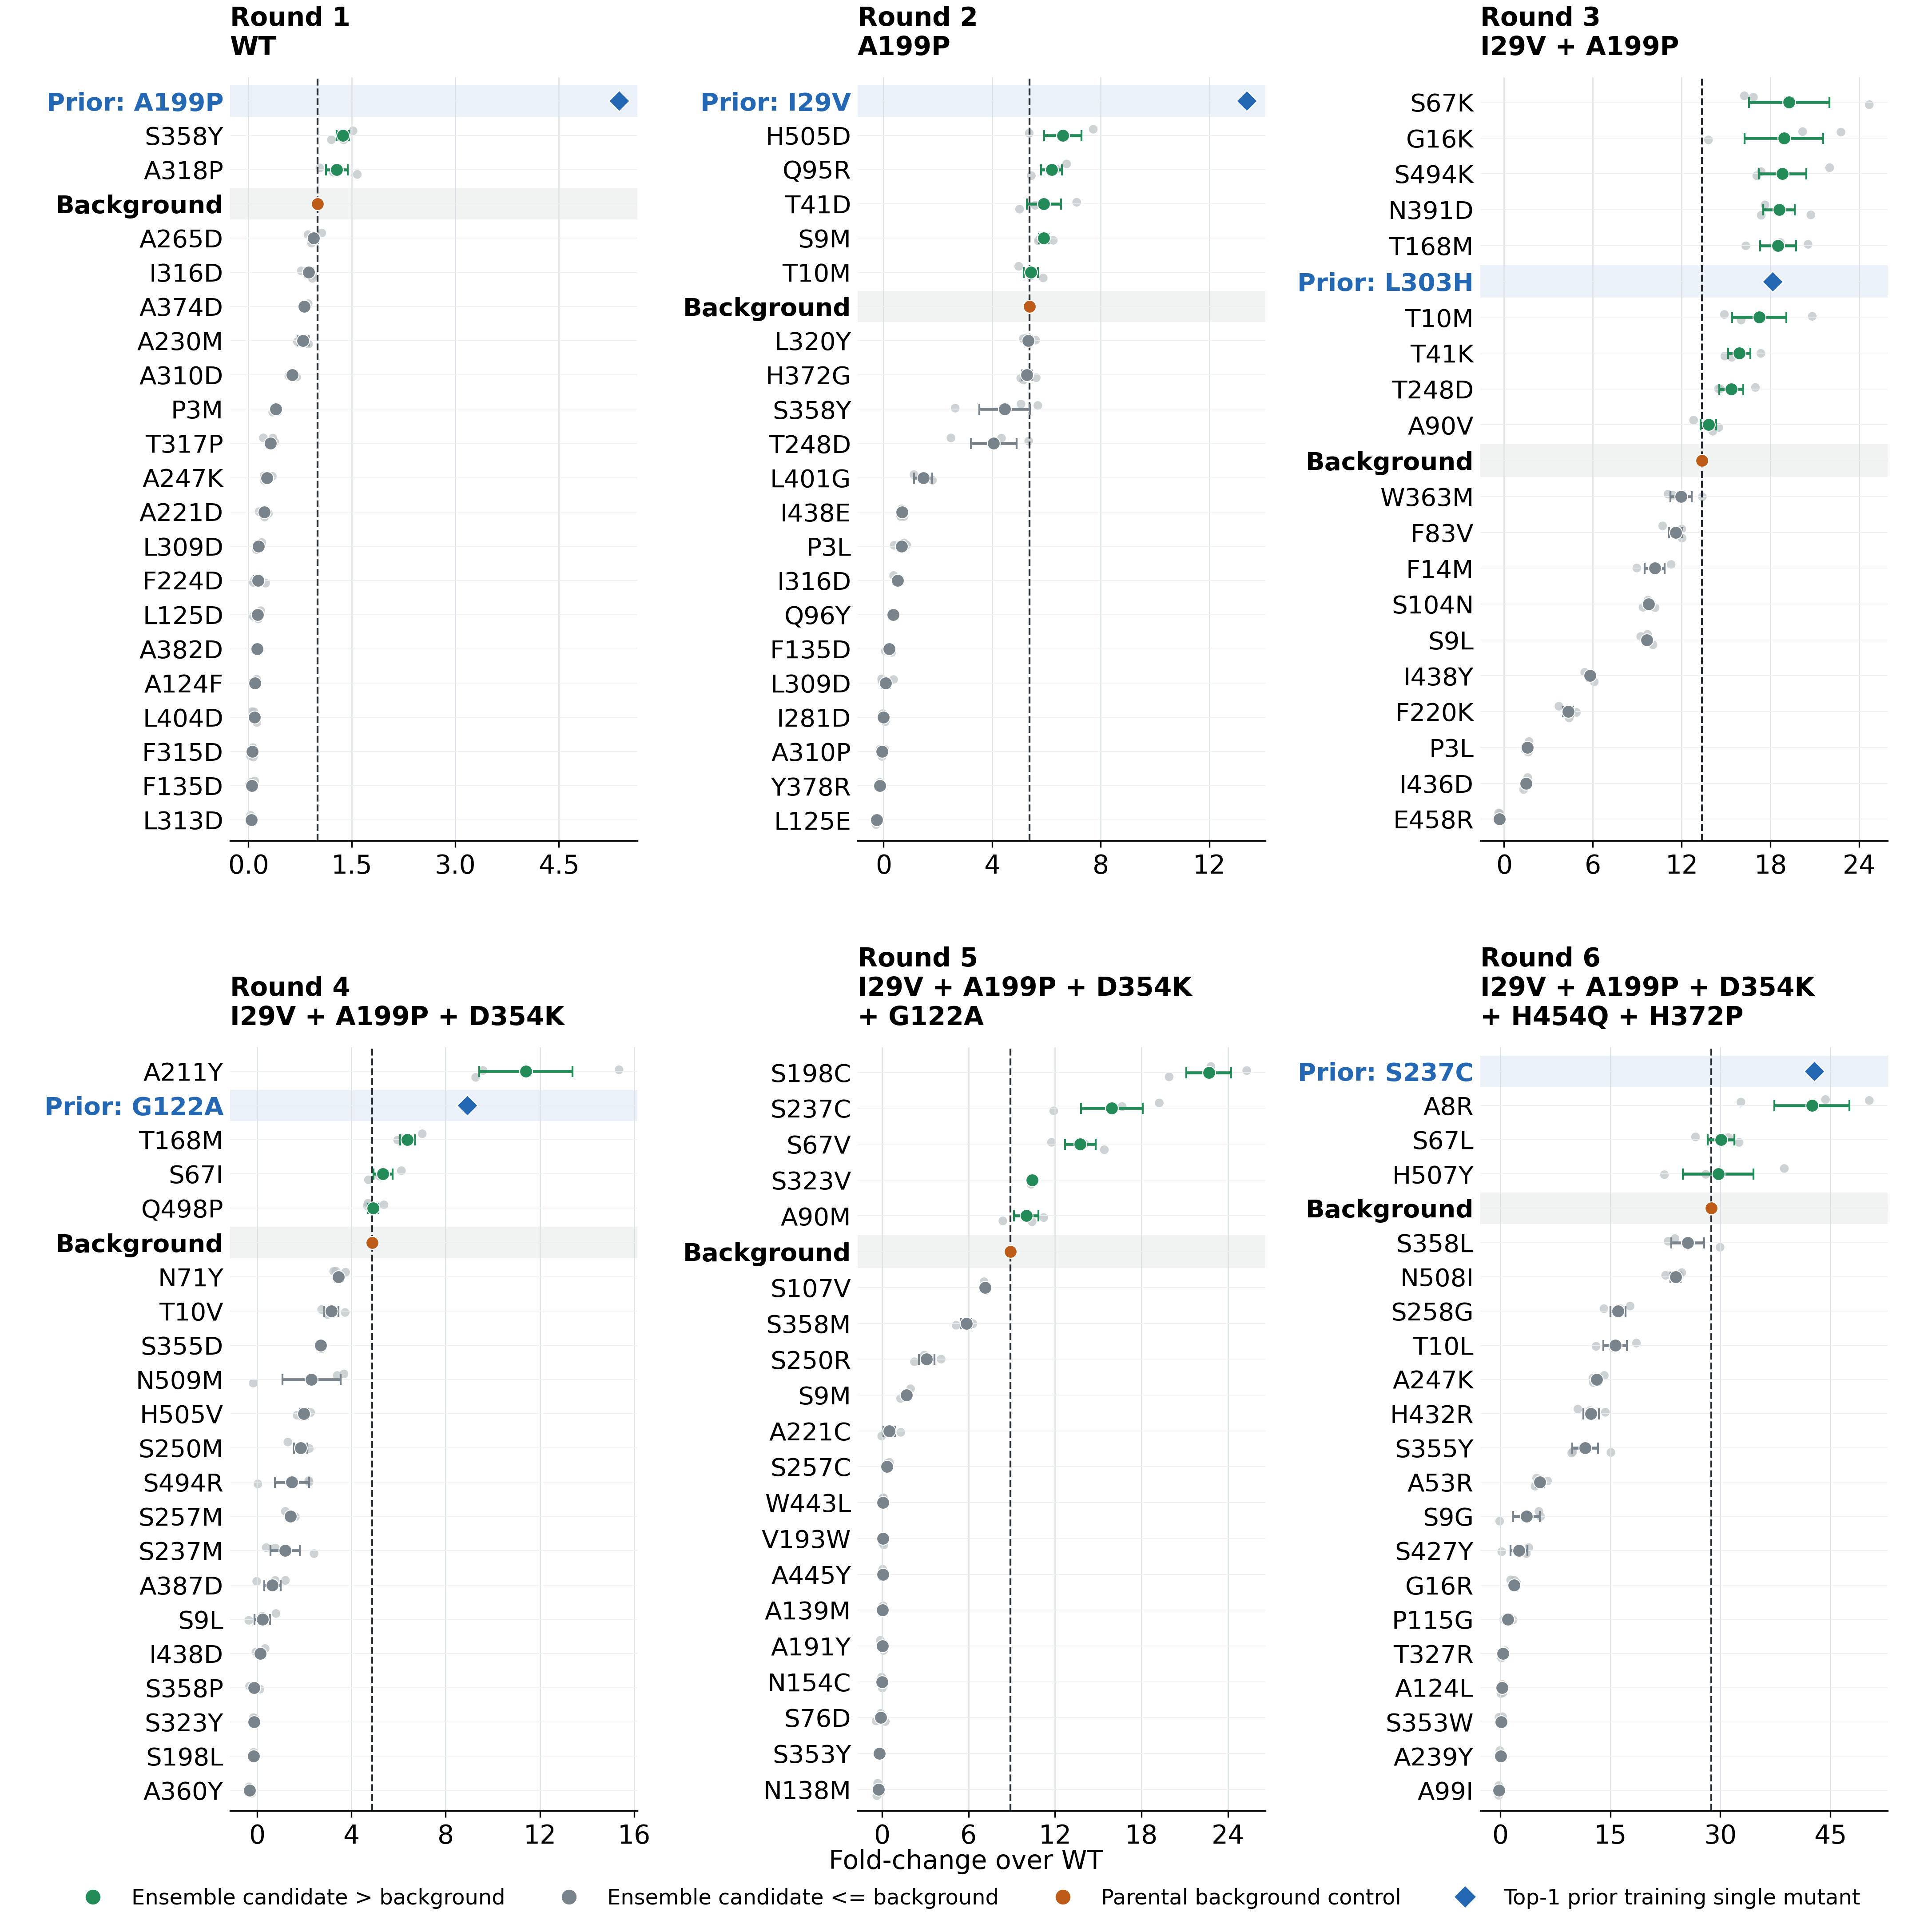 Round 1
WT
Prior: A199P
S358Y
A318P
Background
A265D
I316D
A374D
A230M
A310D
P3M
T317P
A247K
A221D
L309D
F224D
L125D
A382D
A124F
L404D
F315D
F135D
L313D
0.0 1.5 3.0 4.5
Round 2
A199P
Prior: I29V
H505D
Q95R
T41D
S9M
T10M
Background
L320Y
H372G
S358Y
T248D
L401G
I438E
P3L
I316D
Q96Y
F135D
L309D
I281D
A310P
Y378R
L125E
0 4 8 12
Round 3
I29V + A199P
S67K
G16K
S494K
N391D
T168M
Prior: L303H
T10M
T41K
T248D
A90V
Background
W363M
F83V
F14M
S104N
S9L
I438Y
F220K
P3L
I436D
E458R
0 6 12 18 24
Round 4
I29V + A199P + D354K
A211Y
Prior: G122A
T168M
S67I
Q498P
Background
N71Y
T10V
S355D
N509M
H505V
S250M
S494R
S257M
S237M
A387D
S9L
I438D
S358P
S323Y
S198L
A360Y
0 4 8 12 16
Round 5
I29V + A199P + D354K
+ G122A
S198C
S237C
S67V
S323V
A90M
Background
S107V
S358M
S250R
S9M
A221C
S257C
W443L
V193W
A445Y
A139M
A191Y
N154C
S76D
S353Y
N138M
0 6 12 18 24
Round 6
I29V + A199P + D354K
+ H454Q + H372P
Prior: S237C
A8R
S67L
H507Y
Background
S358L
N508I
S258G
T10L
A247K
H432R
S355Y
A53R
S9G
S427Y
G16R
P115G
T327R
A124L
S353W
A239Y
A99I
0 15 30 45
Fold-change over WT
Ensemble candidate > background Ensemble candidate <= background Parental background control Top-1 prior training single mutant